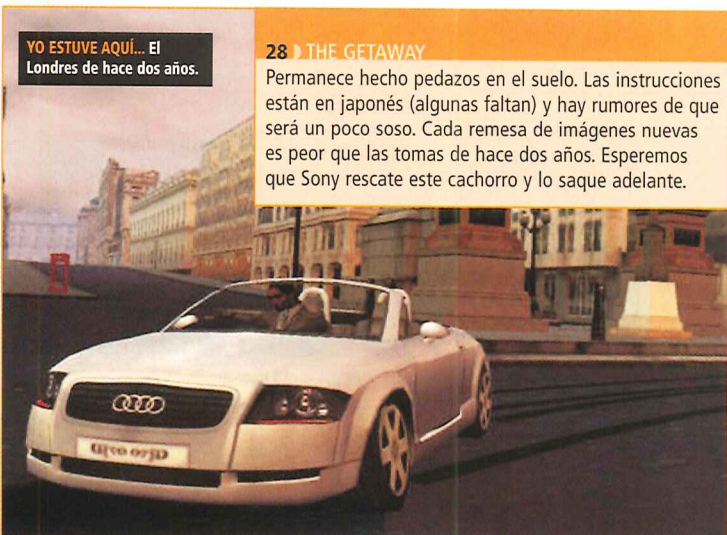 YO ESTUVE AQUÍ... El
Londres de hace dos años.
28 THE GETAWAY
Permanece hecho pedazos en el suelo. Las instrucciones
están en japonés (algunas faltan) y hay rumores de que
será un poco soso. Cada remesa de imágenes nuevas
es peor que las tomas de hace dos años. Esperemos
que Sony rescate este cachorro y lo saque adelante.